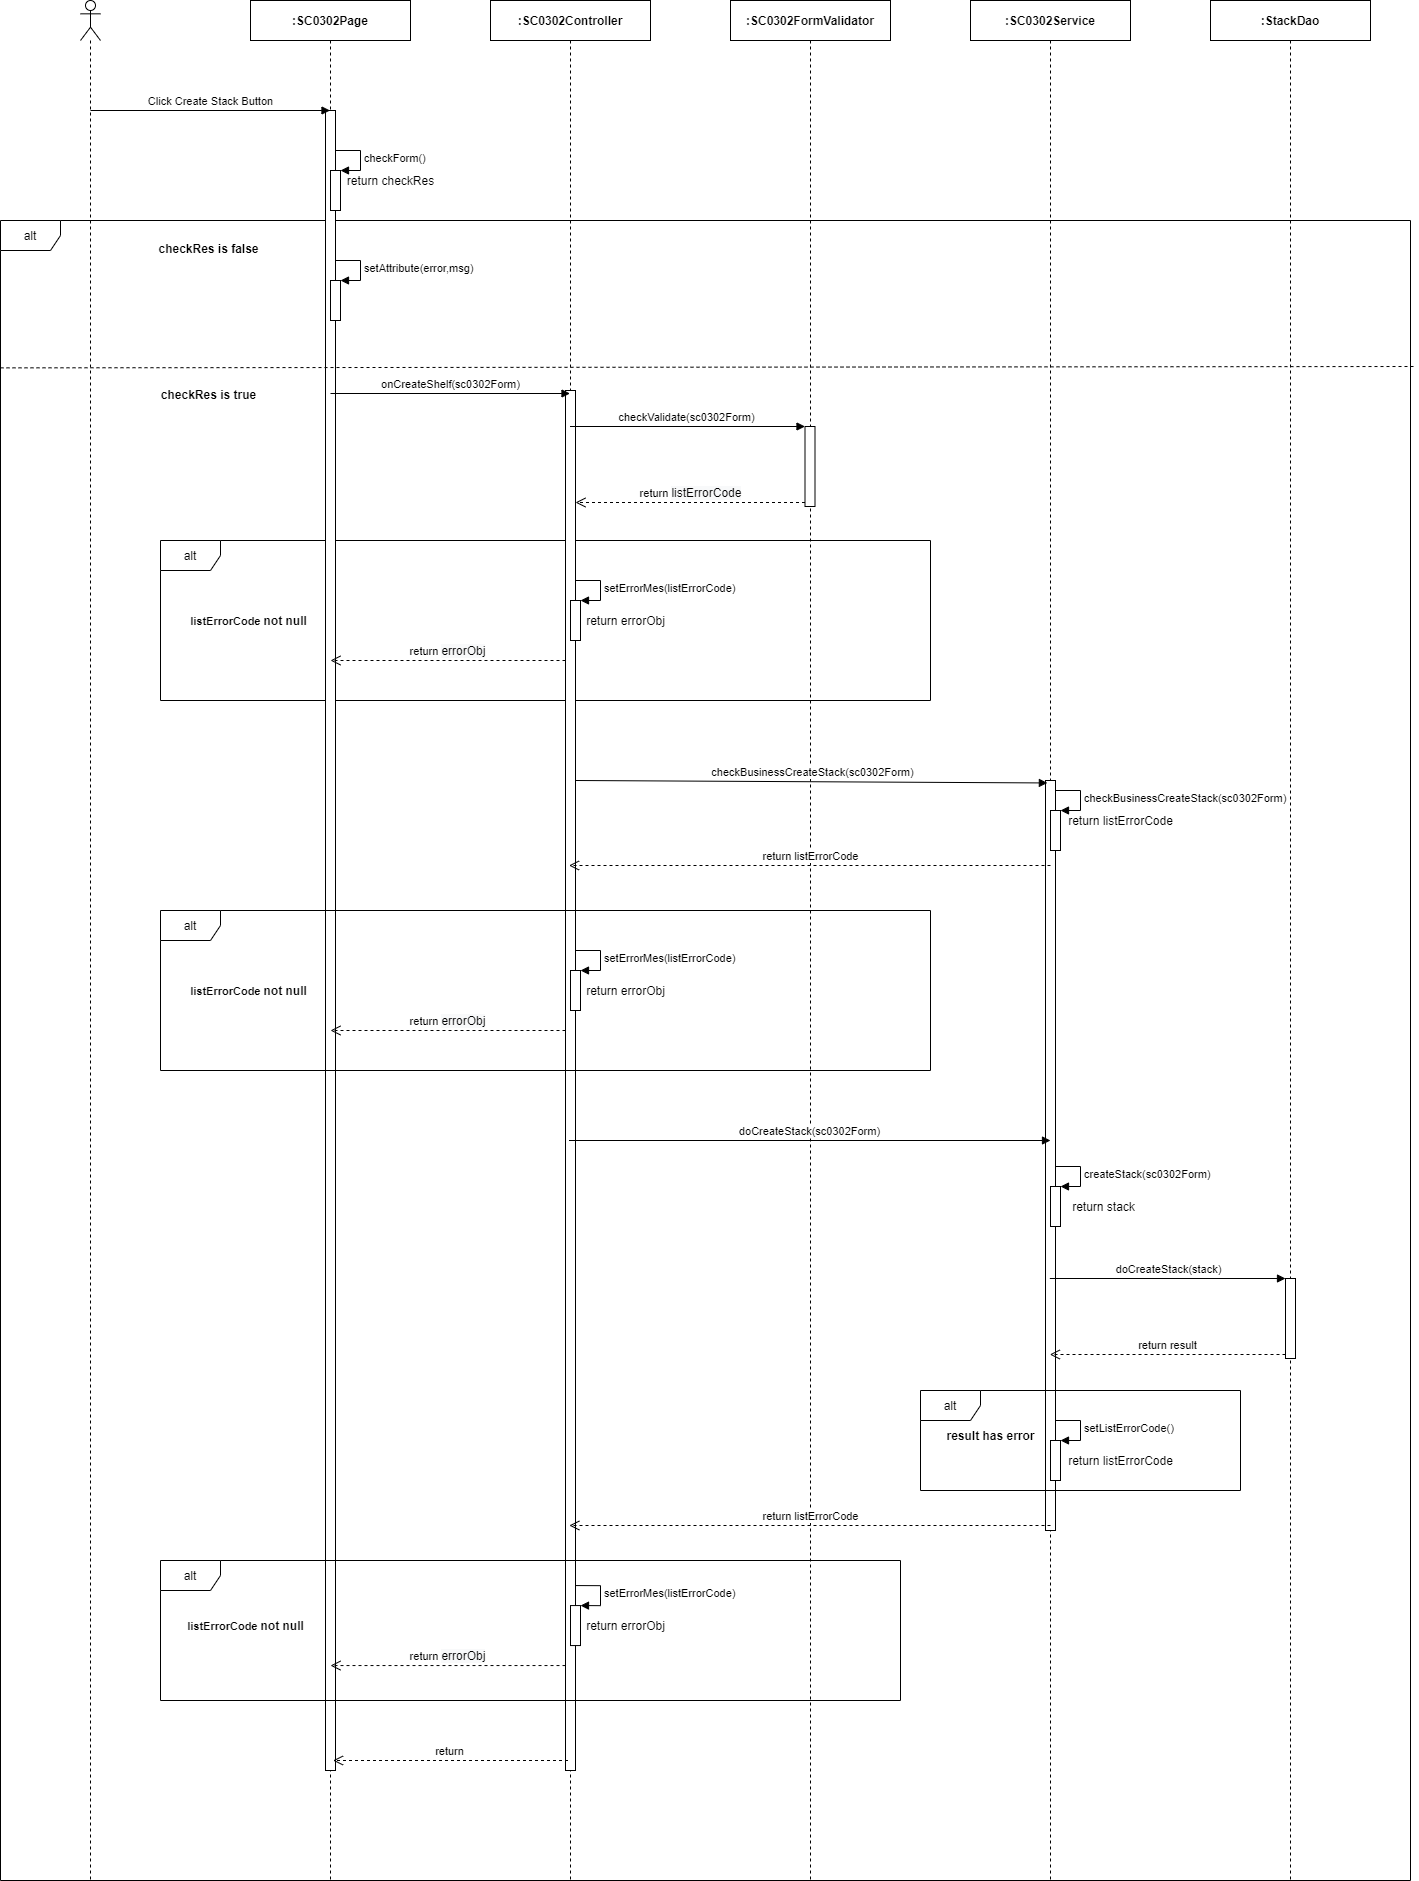 :SC0302Page
:SC0302Controller
:SC0302FormValidator
:SC0302Service
:StackDao
Click Create Stack Button
checkForm()
return checkRes
alt
checkRes is false
setAttribute(error,msg)
checkRes is true
onCreateShelf(sc0302Form)
checkValidate(sc0302Form)
return listErrorCode
alt
setErrorMes(listErrorCode)
listErrorCode not null
return errorObj
return errorObj
checkBusinessCreateStack(sc0302Form)
checkBusinessCreateStack(sc0302Form)
return listErrorCode
return listErrorCode
alt
setErrorMes(listErrorCode)
listErrorCode not null
return errorObj
return errorObj
doCreateStack(sc0302Form)
createStack(sc0302Form)
return stack
doCreateStack(stack)
return result
alt
setListErrorCode()
result has error
return listErrorCode
return listErrorCode
alt
setErrorMes(listErrorCode)
listErrorCode not null
return errorObj
return errorObj
return